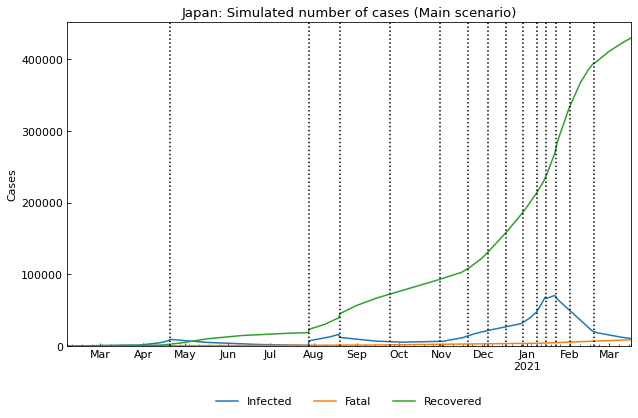 Japan: Simulated number of cases (Main scenario)
400000
300000
200000
100000
0
Cases
Mar Apr May Jun Jul Aug Sep Oct Nov Dec Jan Feb Mar
2021
Infected Fatal Recovered